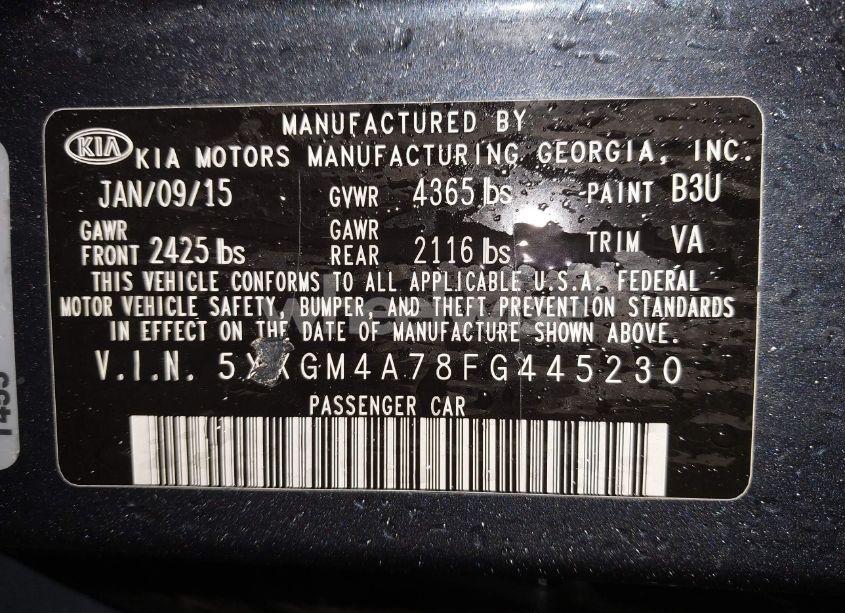 MANUFACTURED BY
KIA KIA MOTORS MANUFACTURING GEORGIA, INC.
JAN/09/15 GVWR 4365 lbs PAINT B3U
GAWR FRONT 2425 lbs GAWR REAR 2116 lbs TRIM VA
THIS VEHICLE CONFORMS TO ALL APPLICABLE U.S.A. FEDERAL
MOTOR VEHICLE SAFETY, BUMPER, AND THEFT PREVENTION STANDARDS
IN EFFECT ON THE DATE OF MANUFACTURE SHOWN ABOVE.
V.I.N. 5XXGM4A78FG445230
PASSENGER CAR